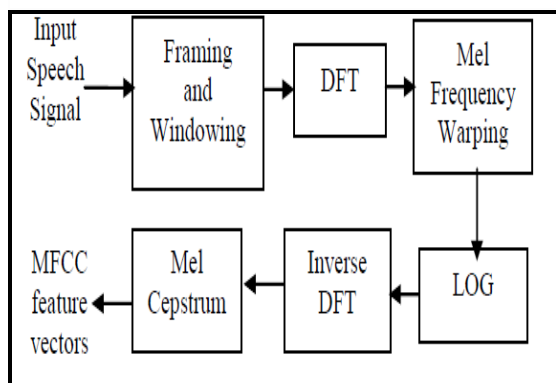 Input
Speech
Signal
Framing
and
Windowing
DFT
Mel
Frequency
Warping
LOG
Inverse
DFT
Mel
Cepstrum
MFCC
feature
vectors